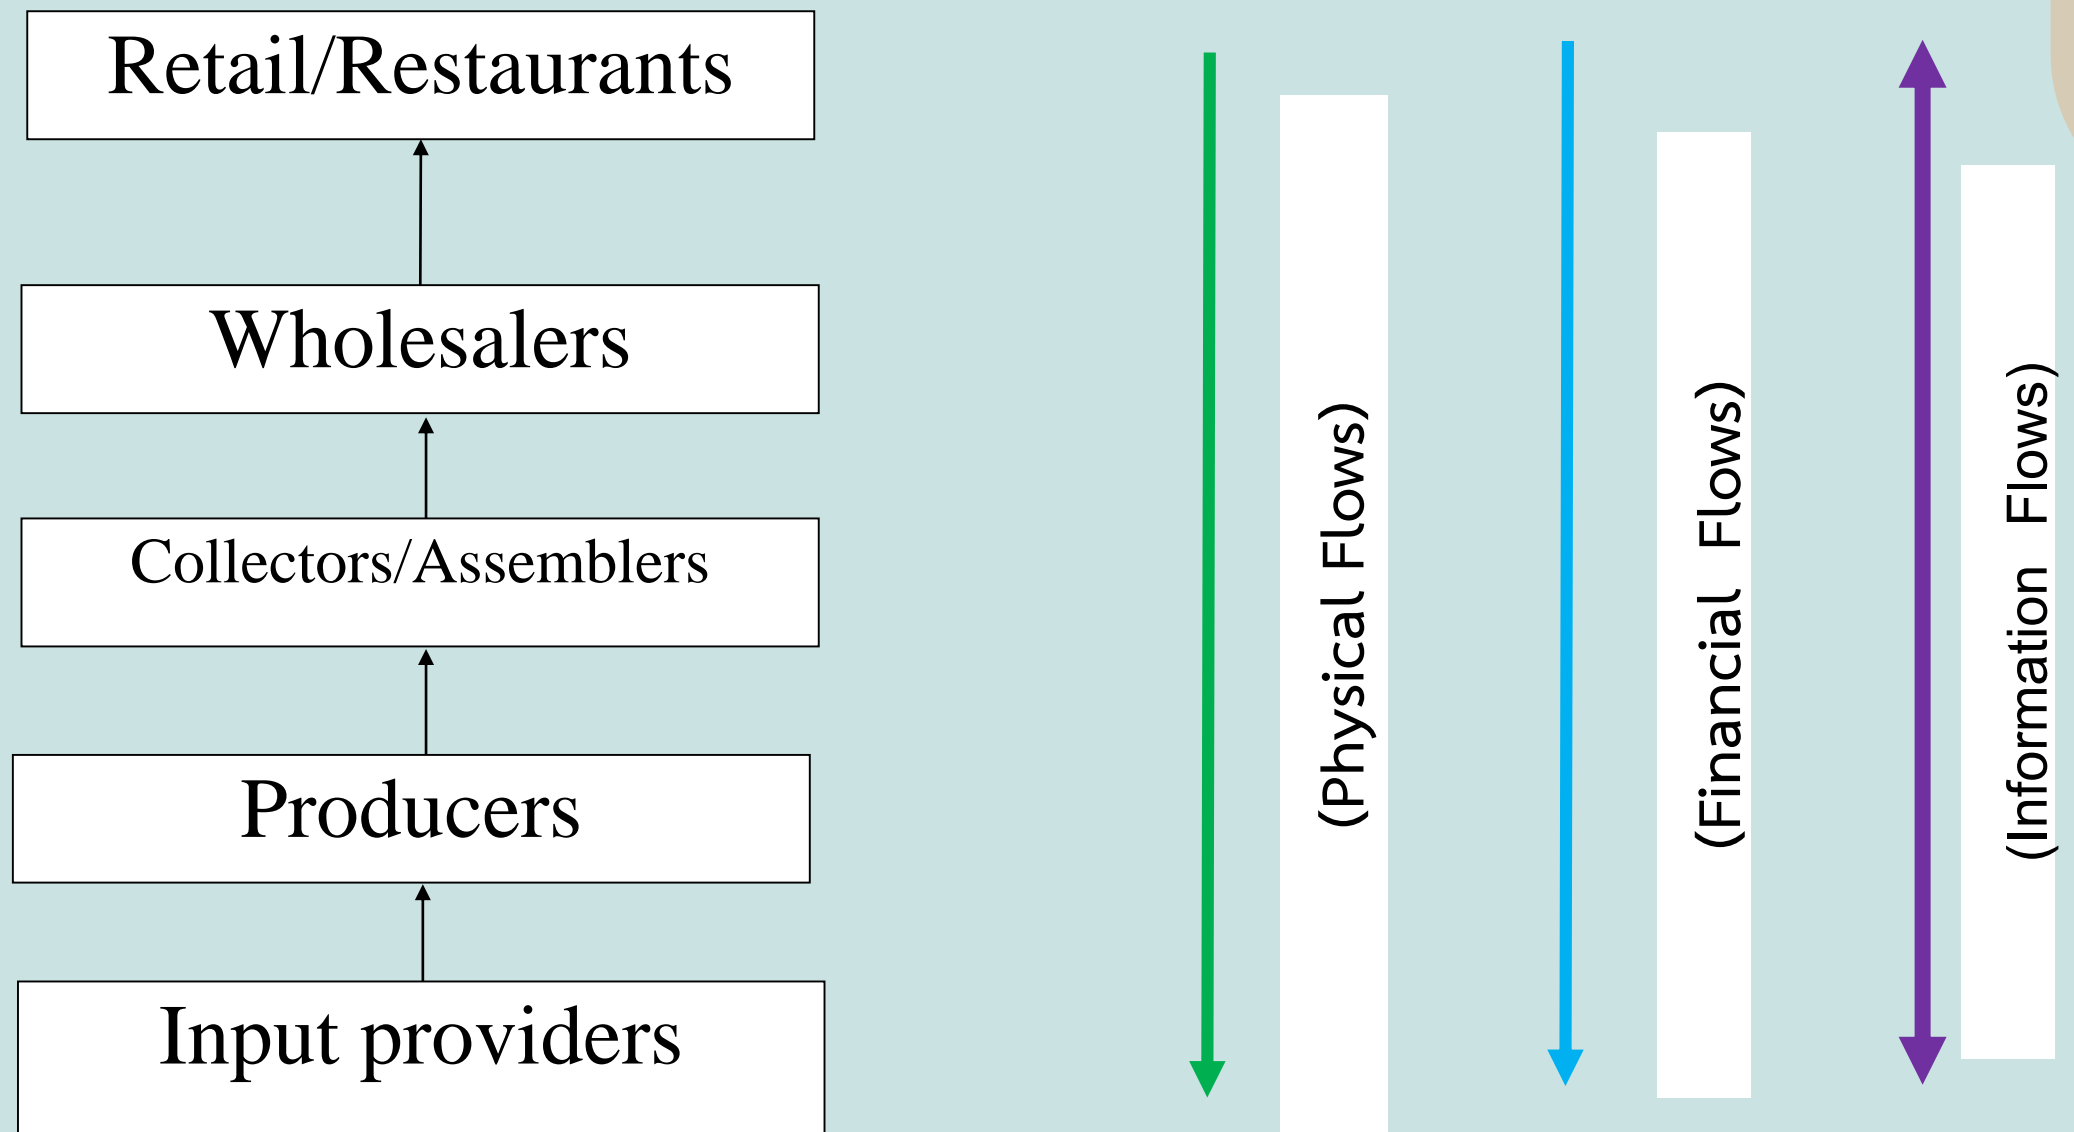 Retail/Restaurants
Wholesalers
Collectors/Assemblers
Producers
Input providers
(Physical Flows)
(Financial Flows)
(Information Flows)